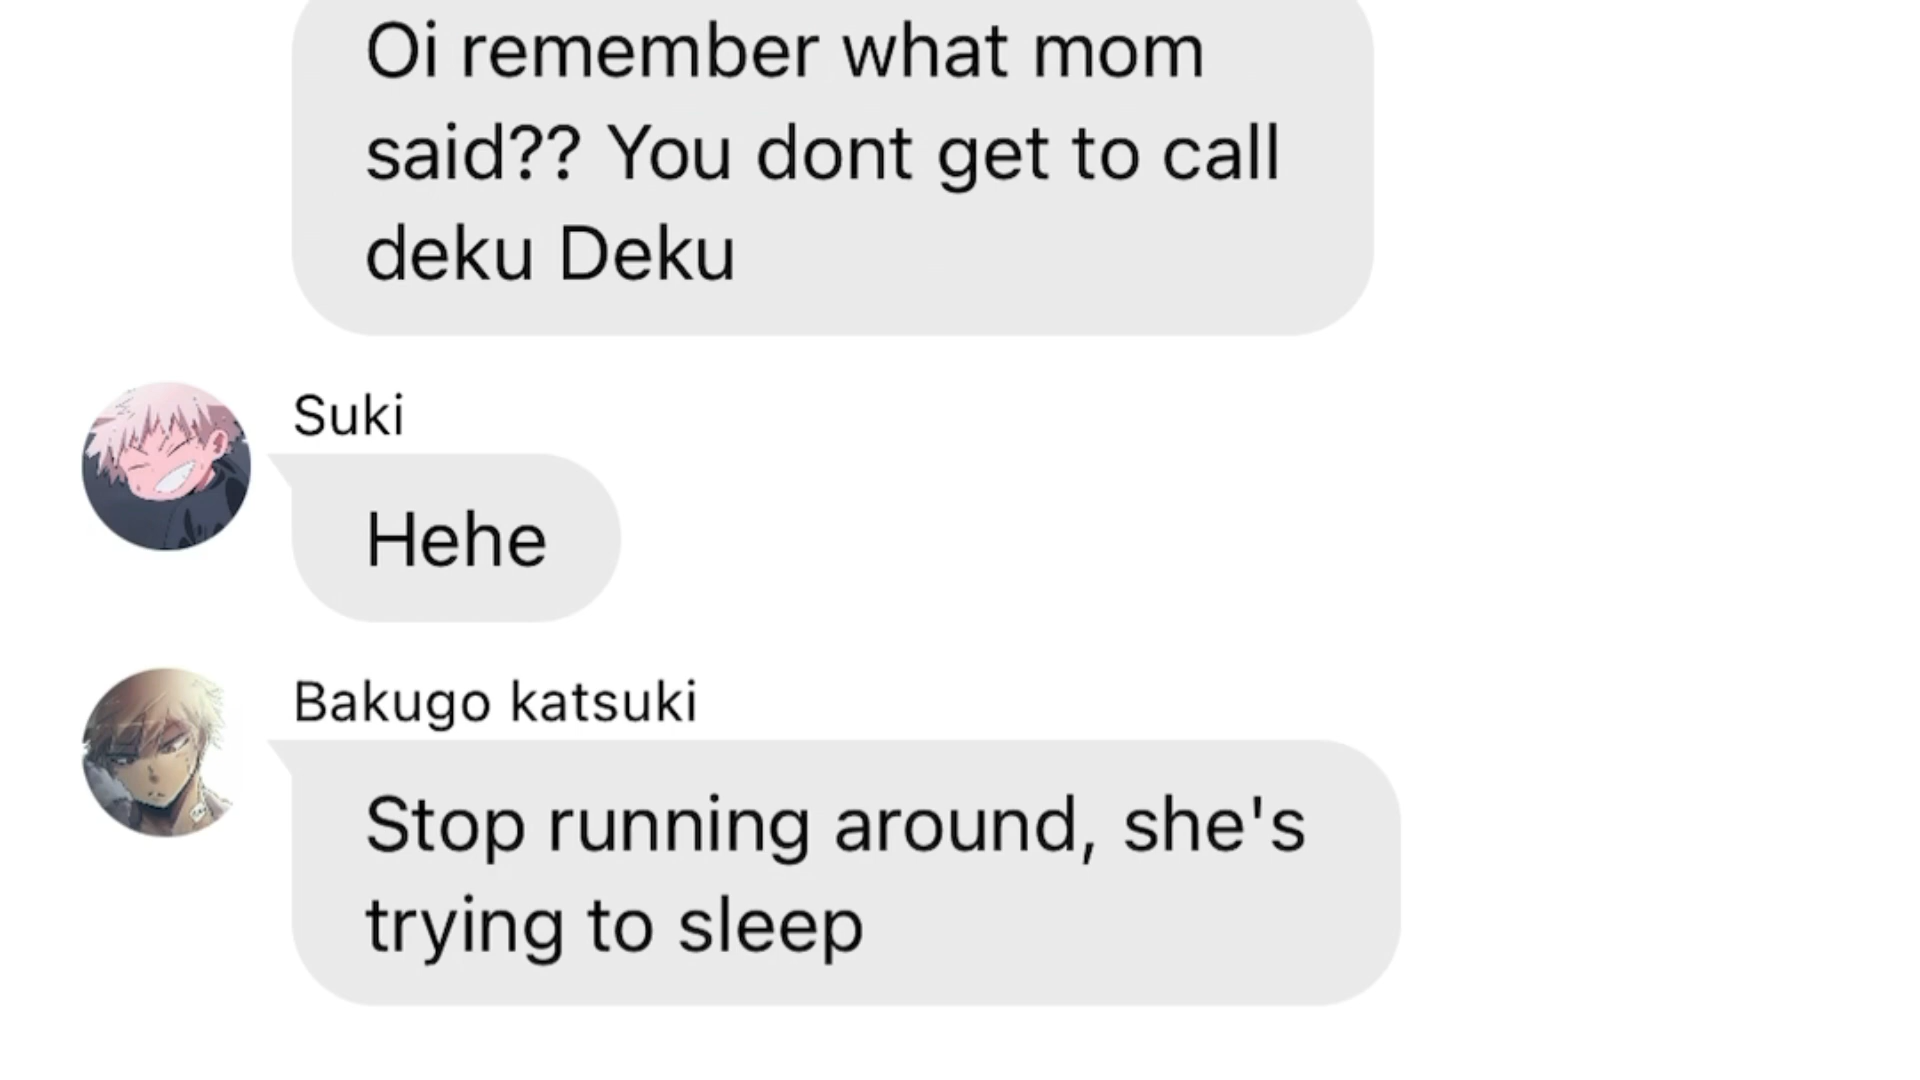 Oi remember what mom
said?? You dont get to call
deku Deku
Suki
Hehe
Bakugo katsuki
Stop running around, she's
trying to sleep